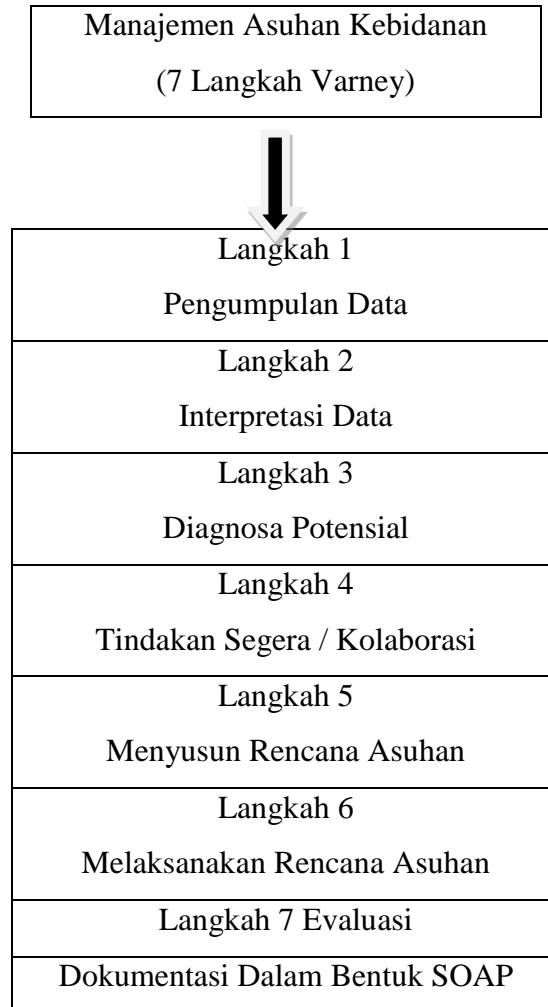 Manajemen Asuhan Kebidanan
(7 Langkah Varney)
Langkah 1
Pengumpulan Data
Langkah 2
Interpretasi Data
Langkah 3
Diagnosa Potensial
Langkah 4
Tindakan Segera / Kolaborasi
Langkah 5
Menyusun Rencana Asuhan
Langkah 6
Melaksanakan Rencana Asuhan
Langkah 7 Evaluasi
Dokumentasi Dalam Bentuk SOAP